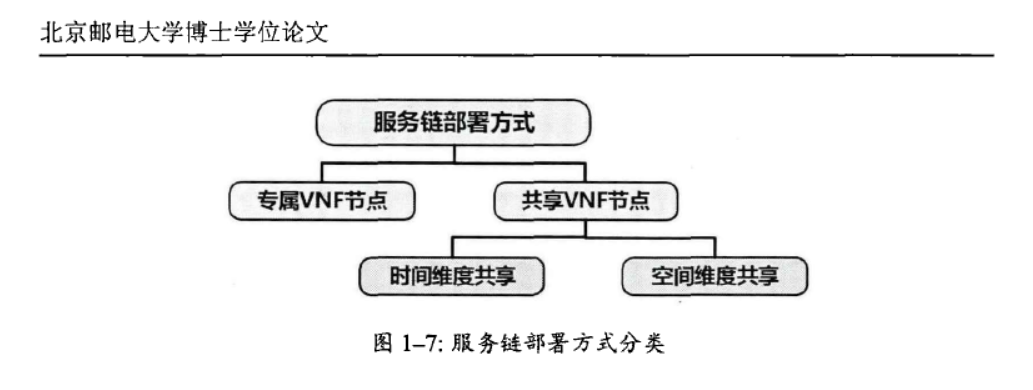 北京邮电大学博士学位论文
服务链部署方式
专属VNF节点
共享VNF节点
时间维度共享
空间维度共享
图 1–7: 服务链部署方式分类